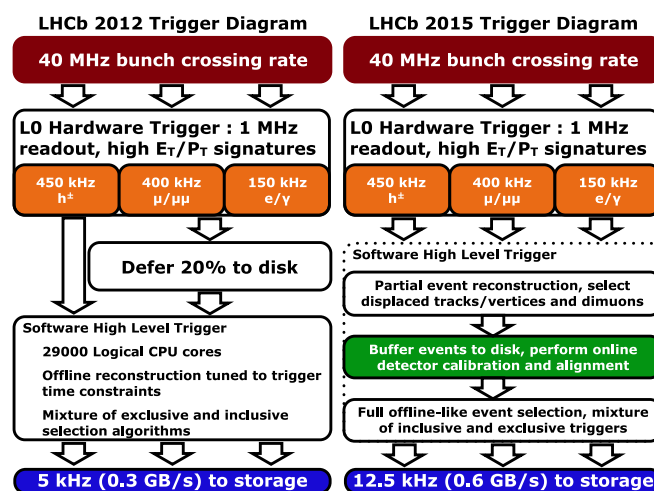 LHCb 2012 Trigger Diagram
40 MHz bunch crossing rate
L0 Hardware Trigger : 1 MHz
readout, high ET/PT signatures
450 kHz
h±
400 kHz
µ/µµ
150 kHz
e/γ
Defer 20% to disk
Software High Level Trigger
29000 Logical CPU cores
Offline reconstruction tuned to trigger
time constraints
Mixture of exclusive and inclusive
selection algorithms
5 kHz (0.3 GB/s) to storage
LHCb 2015 Trigger Diagram
40 MHz bunch crossing rate
L0 Hardware Trigger : 1 MHz
readout, high ET/PT signatures
450 kHz
h±
400 kHz
µ/µµ
150 kHz
e/γ
Software High Level Trigger
Partial event reconstruction, select
displaced tracks/vertices and dimuons
Buffer events to disk, perform online
detector calibration and alignment
Full offline-like event selection, mixture
of inclusive and exclusive triggers
12.5 kHz (0.6 GB/s) to storage